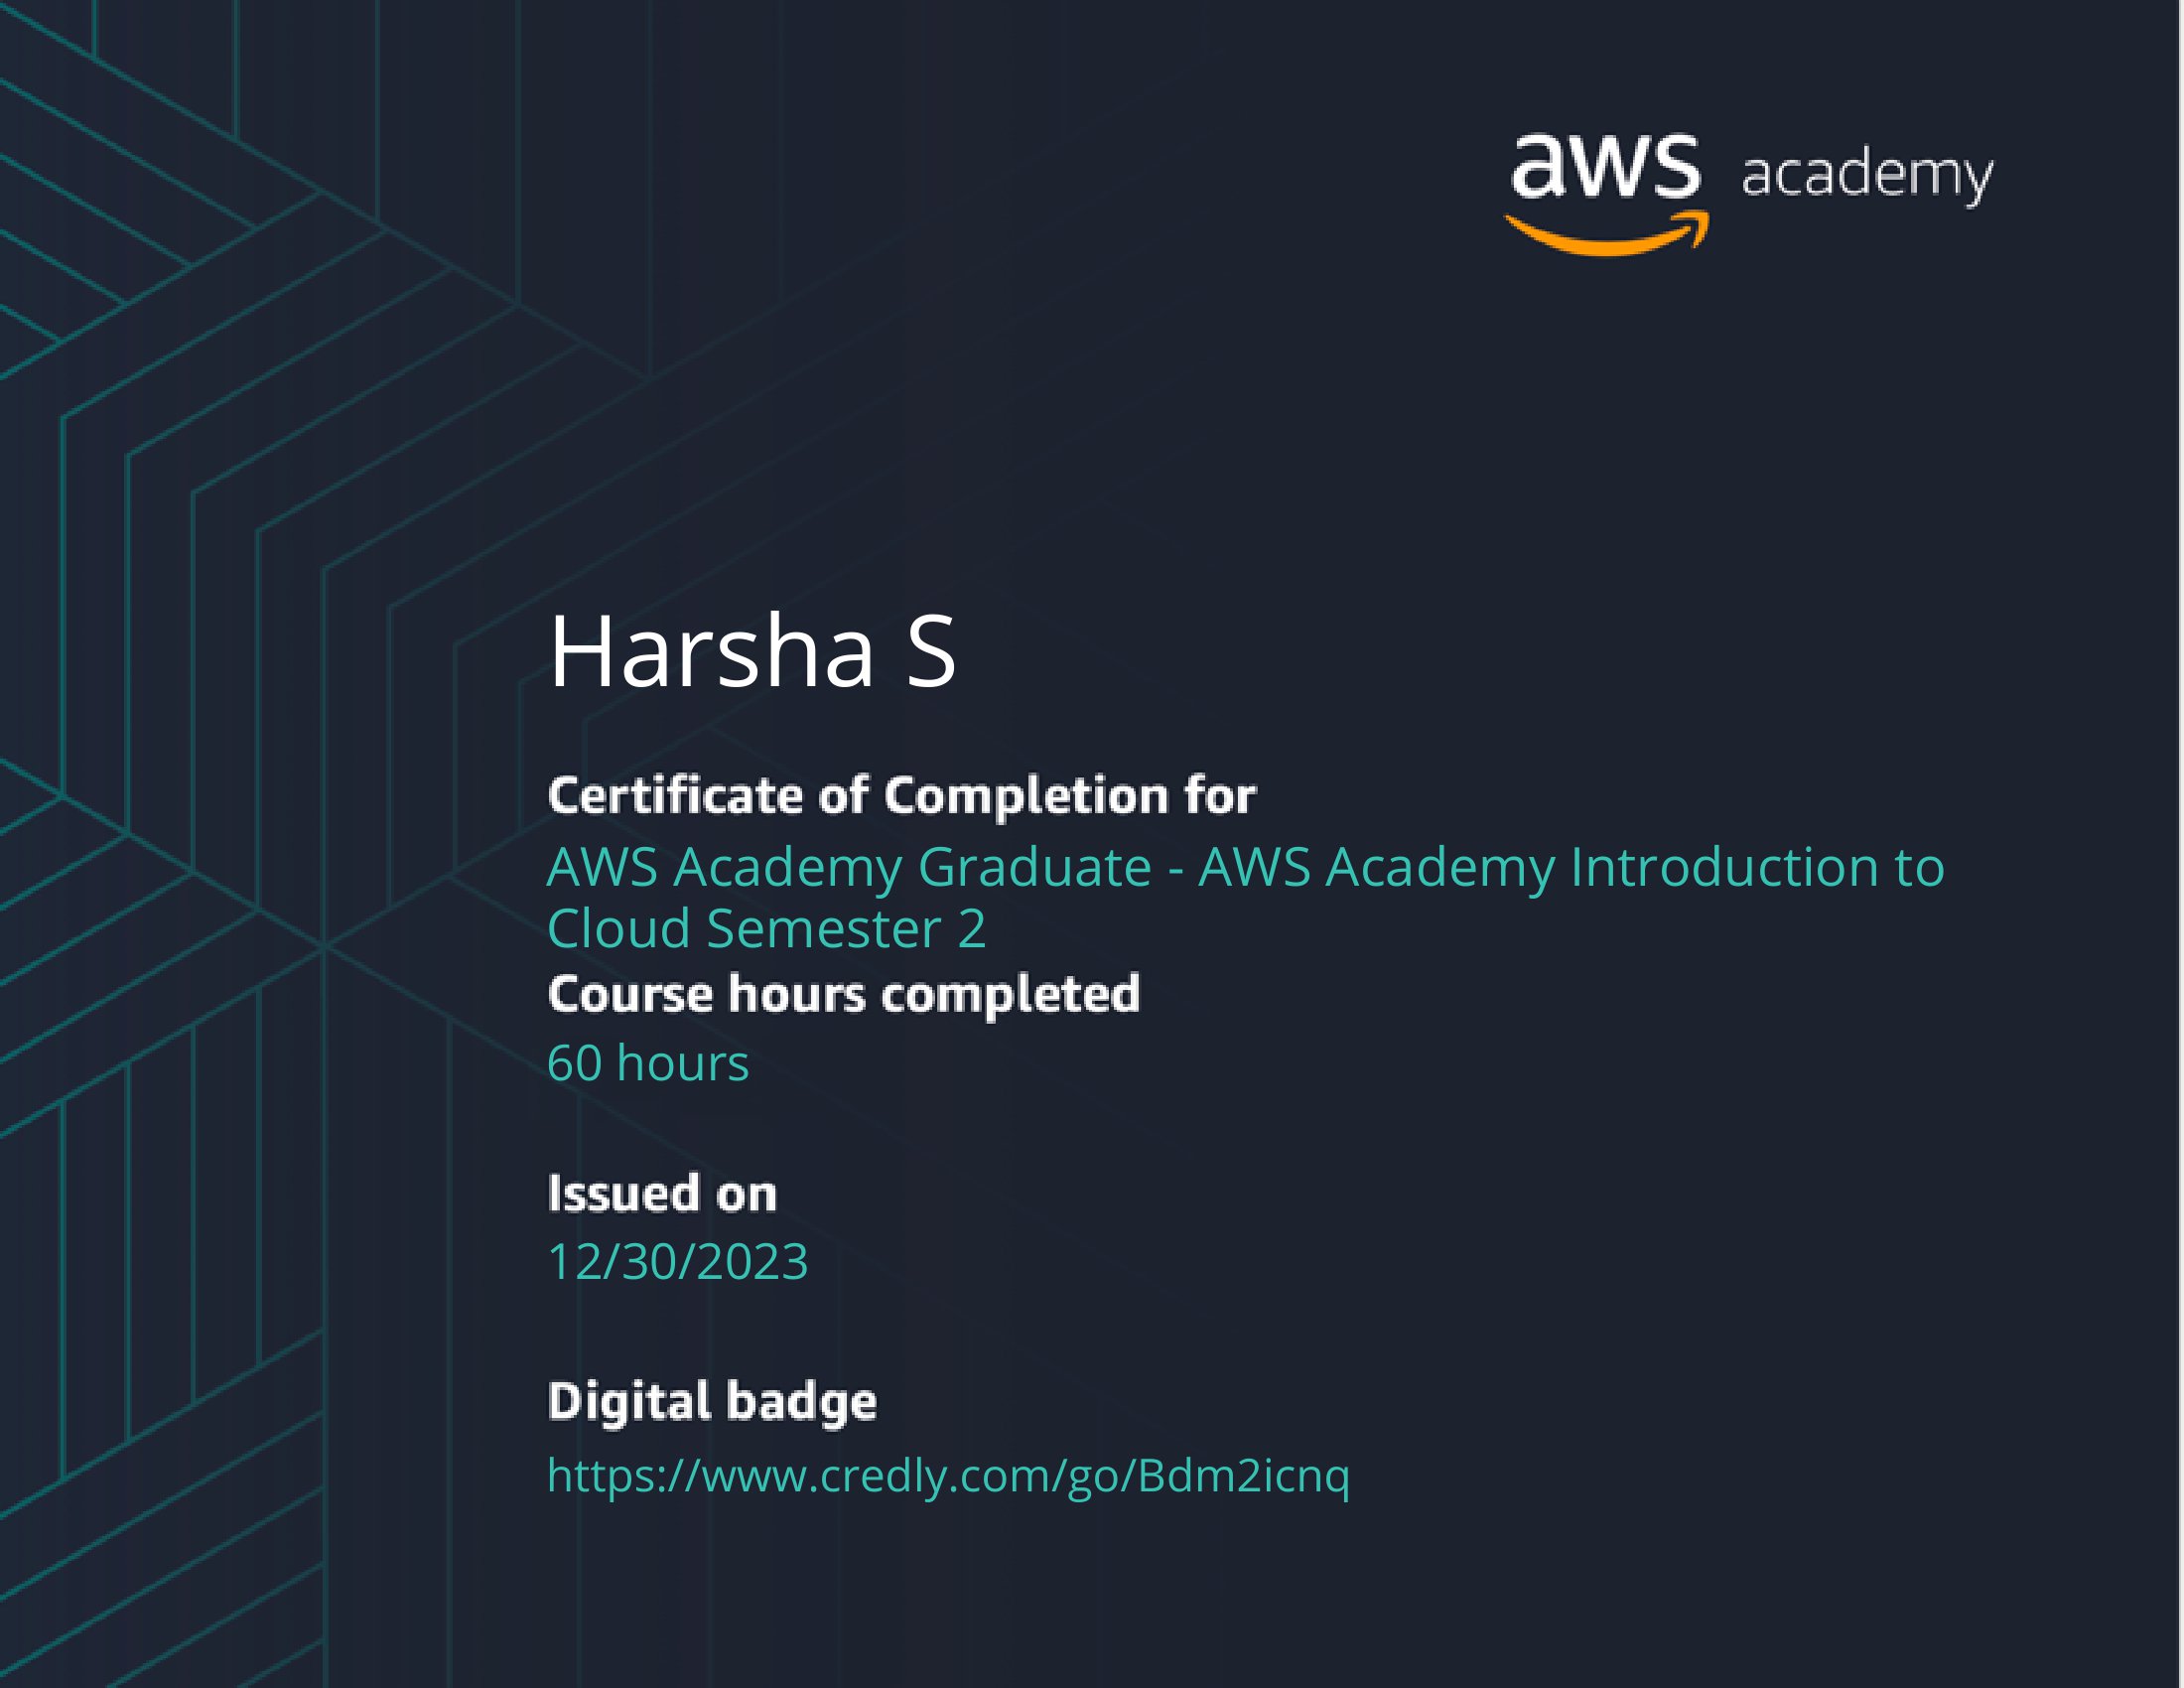 aws academy
Harsha S
Certificate of Completion for
AWS Academy Graduate - AWS Academy Introduction to
Cloud Semester 2
Course hours completed
60 hours
Issued on
12/30/2023
Digital badge
https://www.credly.com/go/Bdm2icnq